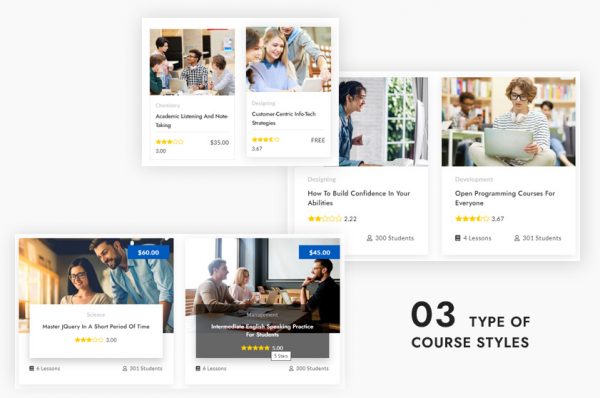 Chemistry
Academic Listening And Note-
Taking
3.00
$35.00
Designing
Customer-Centric Info-Tech
Strategies
3.67
FREE
Designing
How To Build Confidence In Your
Abilities
2.22
300 Students
Development
Open Programming Courses For
Everyone
3.67
4 Lessons
301 Students
$60.00
Science
Master JQuery In A Short Period Of Time
3.00
6 Lessons
301 Students
$45.00
Management
Intermediate English Speaking Practice
For Students
5.00
5 Stars
6 Lessons
300 Students
03 TYPE OF
COURSE STYLES